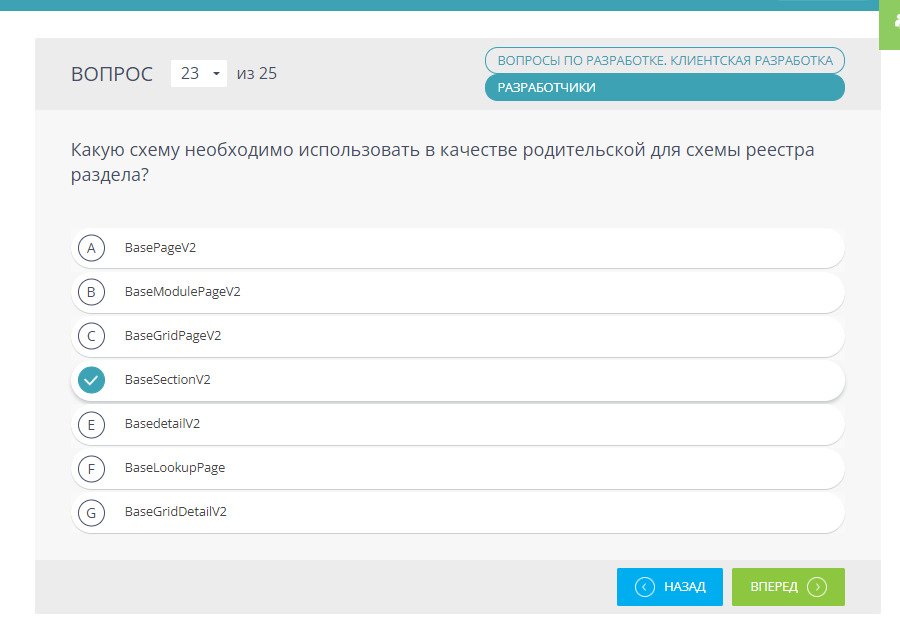 ВОПРОС 23 из 25
ВОПРОСЫ ПО РАЗРАБОТКЕ. КЛИЕНТСКАЯ РАЗРАБОТКА
РАЗРАБОТЧИКИ
Какую схему необходимо использовать в качестве родительской для схемы реестра
раздела?
A BasePageV2
B BaseModulePageV2
C BaseGridPageV2
BaseSectionV2
E BasedetailV2
F BaseLookupPage
G BaseGridDetailV2
НАЗАД ВПЕРЕД